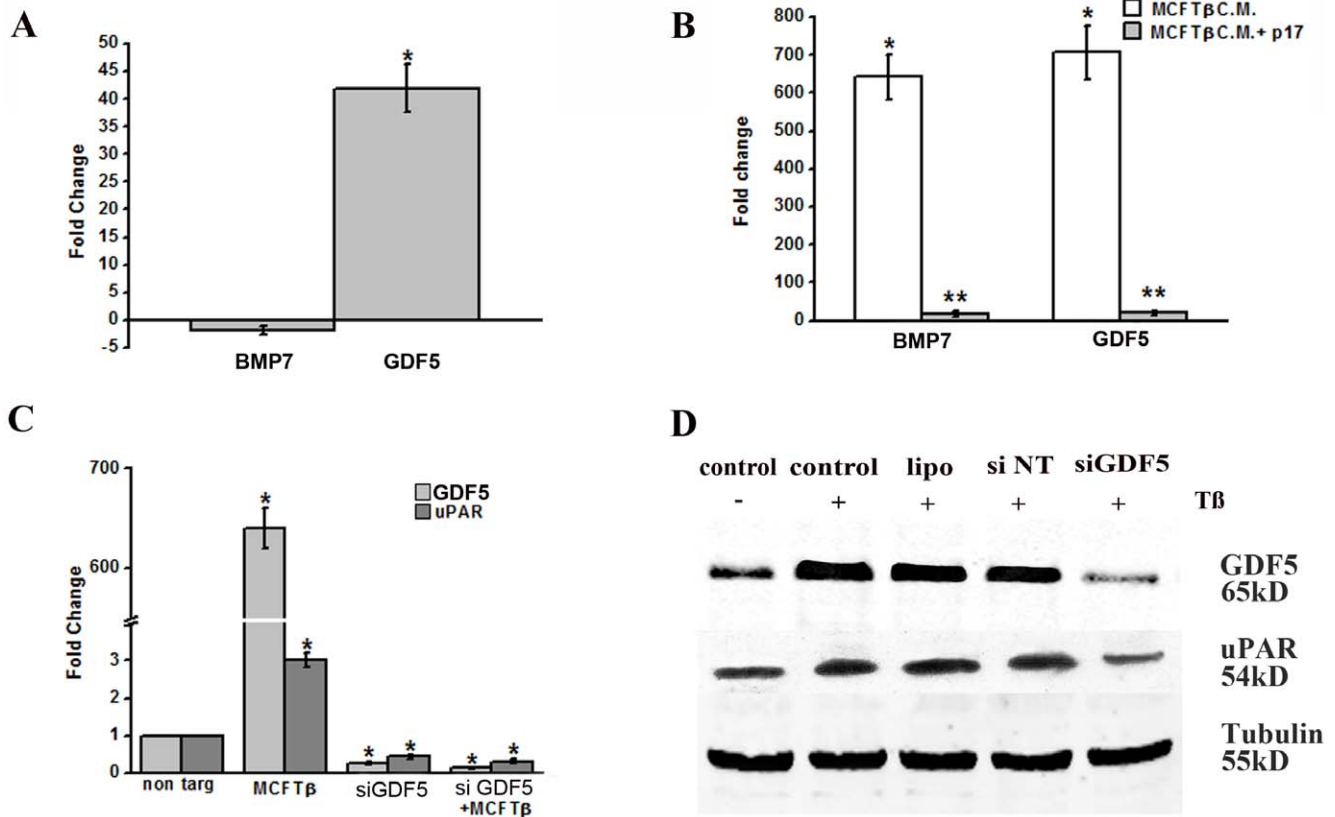 A
50
45
40
35
30
25
20
15
10
5
0
-5
Fold Change
*
BMP7
GDF5
B
800
700
600
500
400
300
200
100
0
Fold change
MCFTβ C.M.
MCFTβ C.M.+ p17
*
**
*
**
BMP7
GDF5
C
700
600
3
2
1
0
Fold Change
GDF5
uPAR
*
*
*
*
*
*
non targ
MCFTβ
siGDF5
si GDF5
+MCFTβ
D
control control lipo si NT siGDF5
- + + + + Tß
GDF5
65kD
uPAR
54kD
Tubulin
55kD